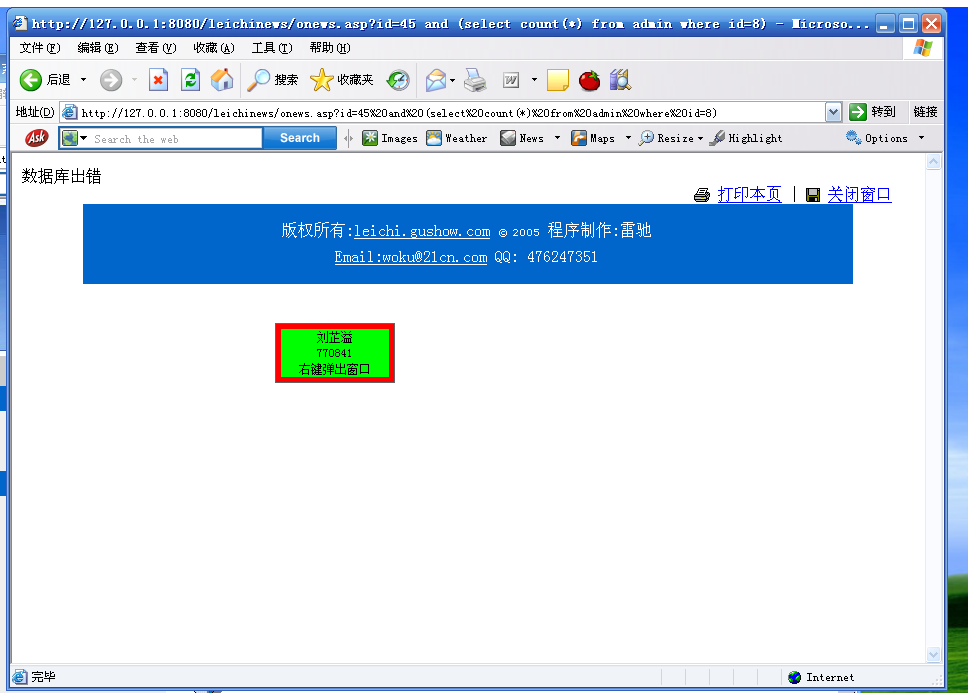 http://127.0.0.1:8080/leichinews/onews.asp?id=45 and (select count(*) from admin where id=8) - Microso...
文件(F) 编辑(E) 查看(V) 收藏(A) 工具(T) 帮助(H)
后退 搜索 收藏夹
地址(D) http://127.0.0.1:8080/leichinews/onews.asp?id=45%20and%20(select%20count(*)%20from%20admin%20where%20id=8) 转到 链接
Ask Search the web Search Images Weather News Maps Resize Highlight Options
数据库出错
打印本页 | 关闭窗口
版权所有:leichi.gushow.com © 2005 程序制作:雷驰
Email:woku@21cn.com QQ: 476247351
刘芷溢
770841
右键弹出窗口
完毕 Internet